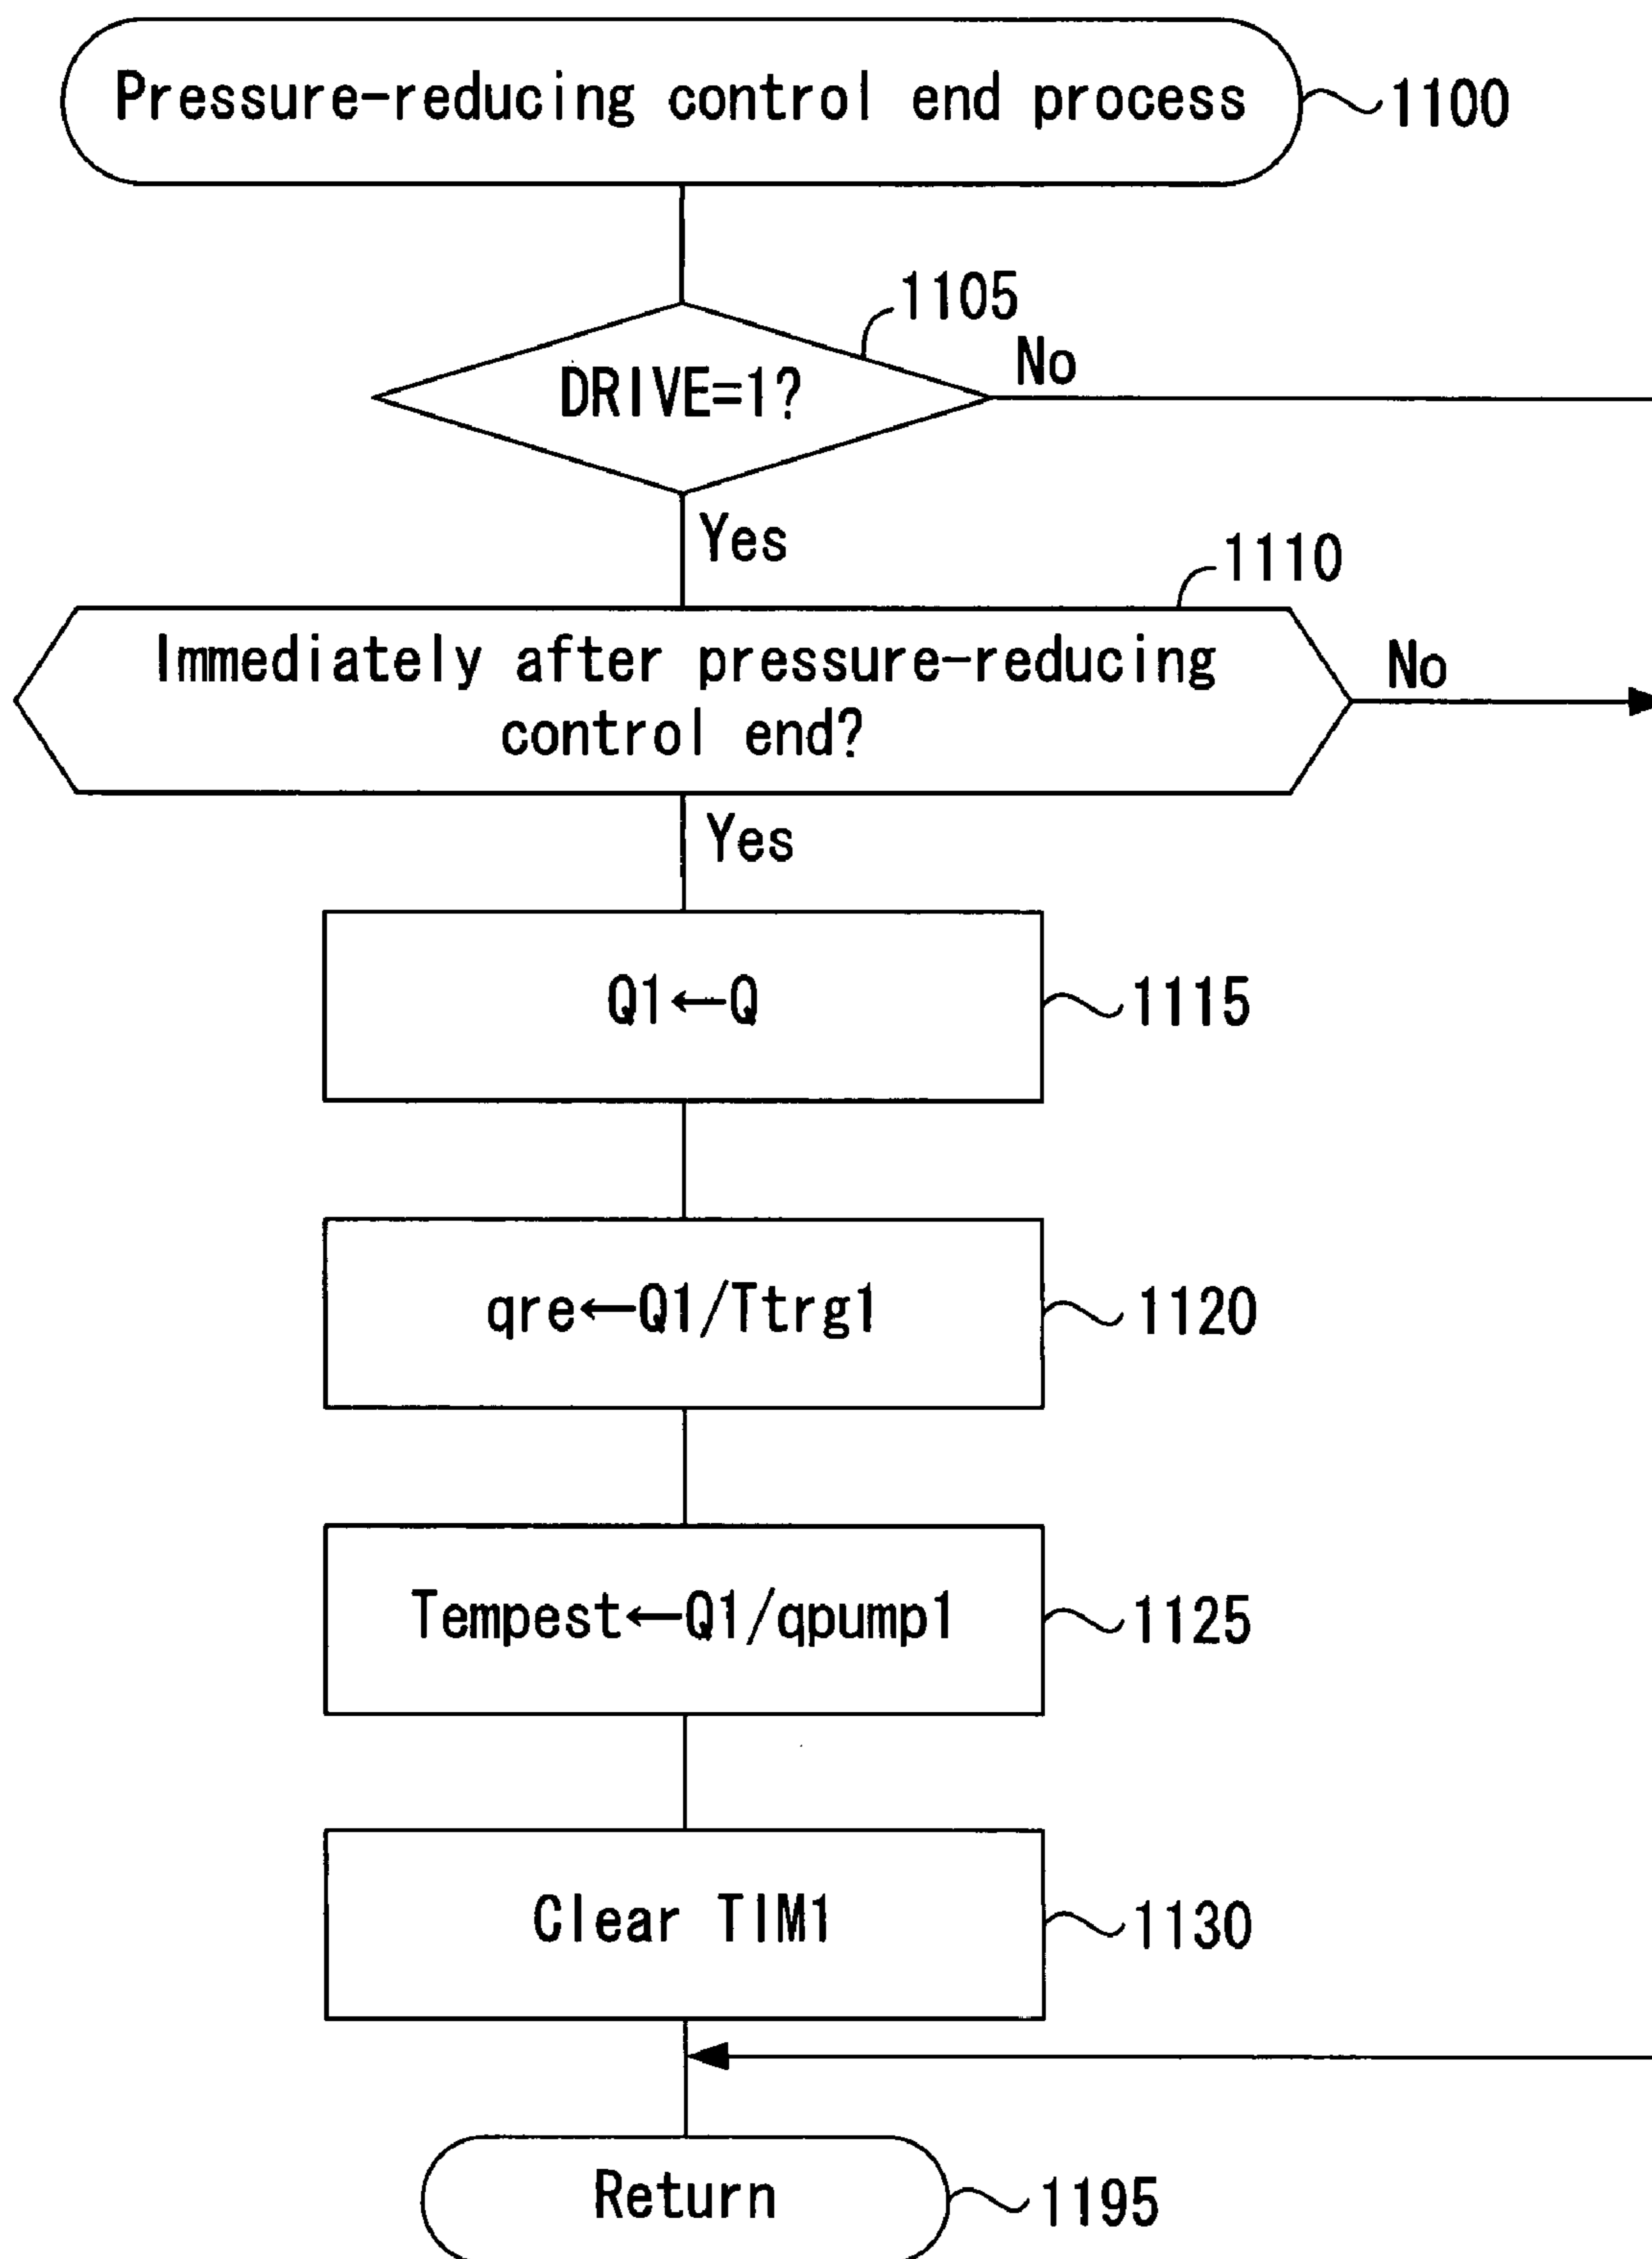 Pressure-reducing control end process
1100
1105
DRIVE=1?
No
Yes
1110
Immediately after pressure-reducing
control end?
No
Yes
Q1←Q
1115
qre←Q1/Ttrg1
1120
Tempest←Q1/qpump1
1125
Clear TIM1
1130
Return
1195